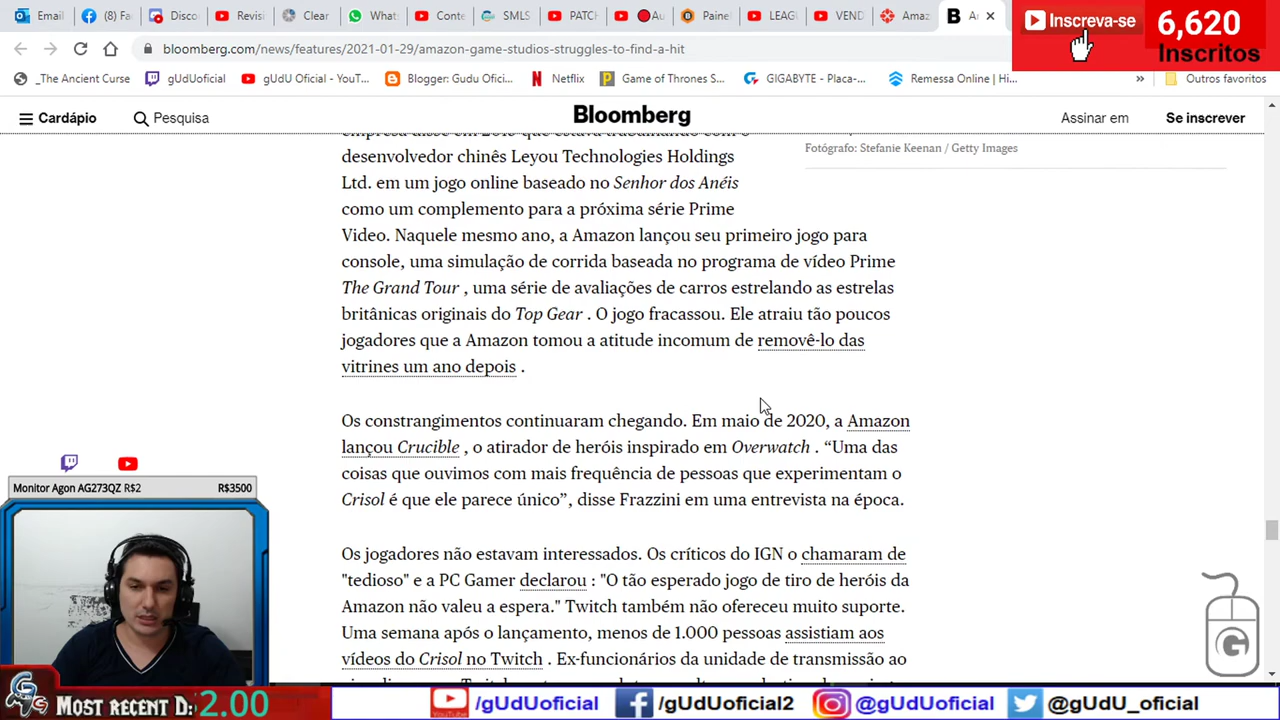 Email
(8) Fac
Disco
Revis
Clear
What
Conte
SMLS
PATCH
Au
Paine
LEAG
VEND
Amaz
Inscreva-se
6,620
Inscritos
bloomberg.com/news/features/2021-01-29/amazon-game-studios-struggles-to-find-a-hit
_The Ancient Curse
gUdUoficial
gUdU Oficial - YouT...
Blogger: Gudu Ofici...
Netflix
Game of Thrones S...
GIGABYTE - Placa-...
Remessa Online | Hi...
»
Outros favoritos
Cardápio
Pesquisa
Bloomberg
Assinar em
Se inscrever
Fotógrafo: Stefanie Keenan / Getty Images
desenvolvedor chinês Leyou Technologies Holdings
Ltd. em um jogo online baseado no Senhor dos Anéis
como um complemento para a próxima série Prime
Video. Naquele mesmo ano, a Amazon lançou seu primeiro jogo para
console, uma simulação de corrida baseada no programa de vídeo Prime
The Grand Tour , uma série de avaliações de carros estrelando as estrelas
britânicas originais do Top Gear . O jogo fracassou. Ele atraiu tão poucos
jogadores que a Amazon tomou a atitude incomum de removê-lo das
vitrines um ano depois .
Os constrangimentos continuaram chegando. Em maio de 2020, a Amazon
lançou Crucible , o atirador de heróis inspirado em Overwatch . “Uma das
coisas que ouvimos com mais frequência de pessoas que experimentam o
Crisol é que ele parece único”, disse Frazzini em uma entrevista na época.
Os jogadores não estavam interessados. Os críticos do IGN o chamaram de
"tedioso" e a PC Gamer declarou : "O tão esperado jogo de tiro de heróis da
Amazon não valeu a espera." Twitch também não ofereceu muito suporte.
Uma semana após o lançamento, menos de 1.000 pessoas assistiam aos
vídeos do Crisol no Twitch . Ex-funcionários da unidade de transmissão ao
Monitor Agon AG273QZ R$2
R$3500
Most recent D: 2.00
/gUdUoficial
/gUdUoficial2
@gUdUoficial
@gUdU_oficial